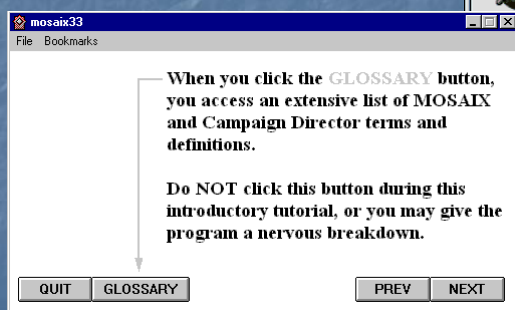 mosaix33
File Bookmarks
When you click the GLOSSARY button,
you access an extensive list of MOSAIX
and Campaign Director terms and
definitions.
Do NOT click this button during this
introductory tutorial, or you may give the
program a nervous breakdown.
QUIT GLOSSARY PREV NEXT